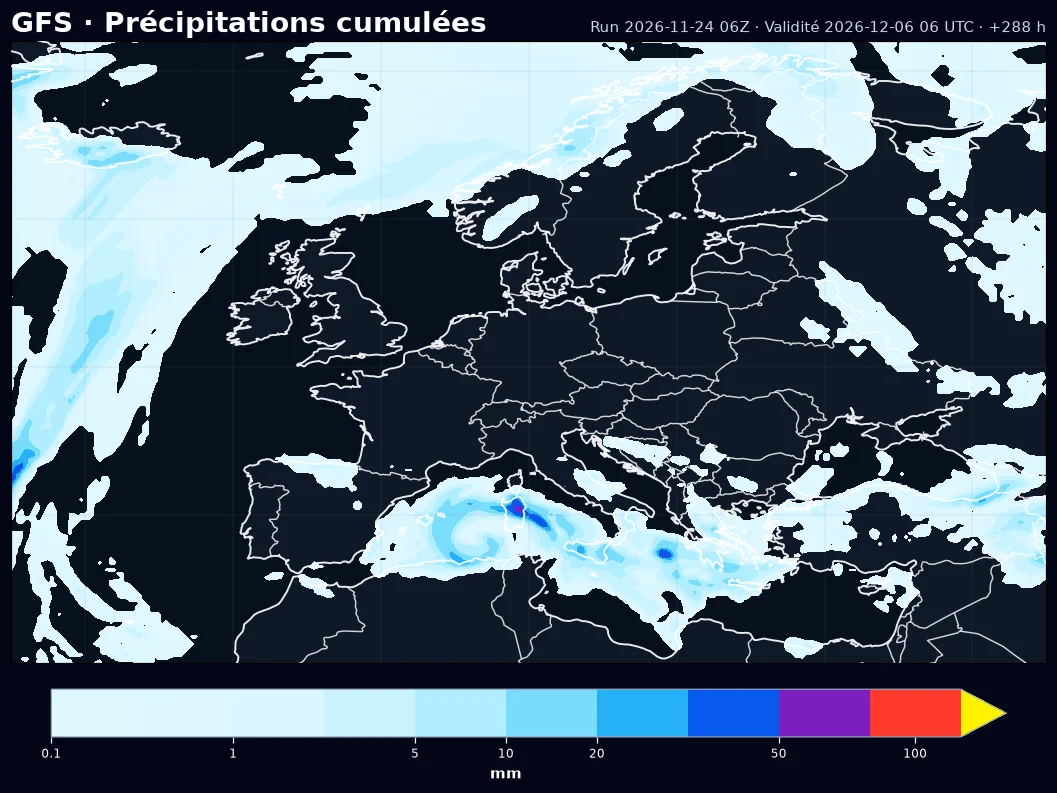 GFS · Précipitations cumulées
Run 2026-11-24 06Z · Validité 2026-12-06 06 UTC · +288 h
0.1 1 5 10 20 50 100
mm